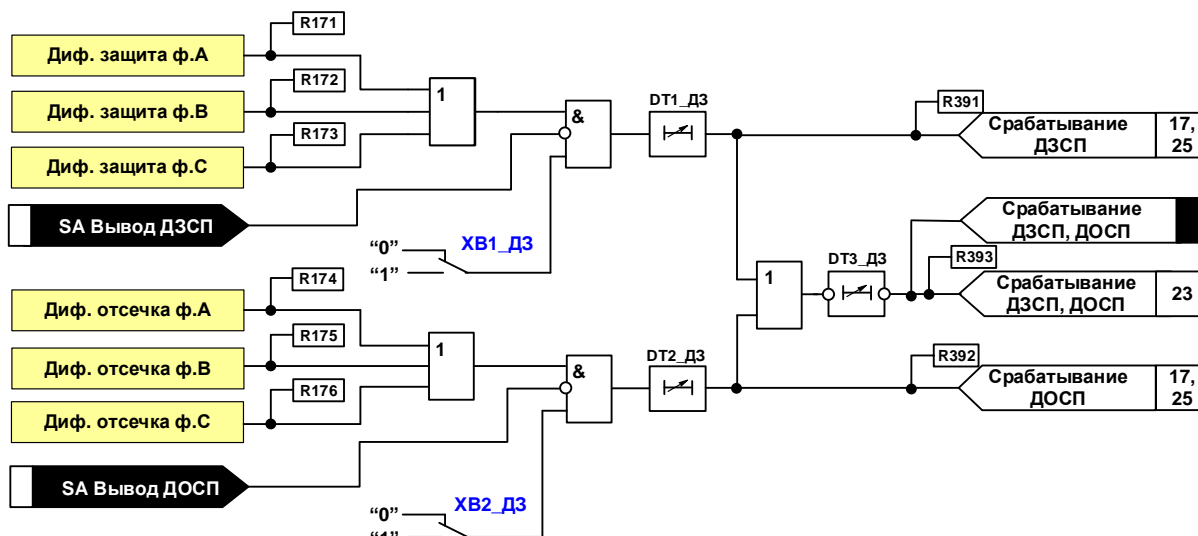 R171
Диф. защита ф.А
R172
1
DT1_ДЗ
R391
Диф. защита ф.В
&
R173
Срабатывание
ДЗСП
17,
25
Диф. защита ф.С
SA Вывод ДЗСП
Срабатывание
ДЗСП, ДОСП
“0”
ХВ1_ДЗ
“1”
DT3_ДЗ
R393
R174
1
Срабатывание
ДЗСП, ДОСП
23
Диф. отсечка ф.А
R175
1
DT2_ДЗ
R392
Диф. отсечка ф.В
&
R176
Срабатывание
ДОСП
17,
25
Диф. отсечка ф.С
SA Вывод ДОСП
“0”
ХВ2_ДЗ
“1”